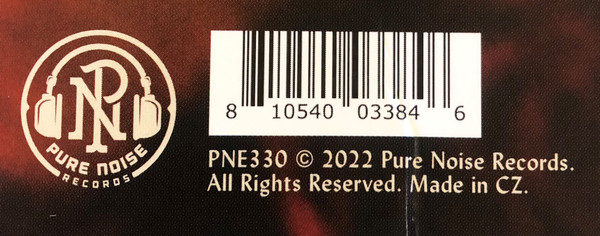 PN
PURE NOISE
RECORDS
8 10540 03384 6
PNE330 © 2022 Pure Noise Records.
All Rights Reserved. Made in CZ.